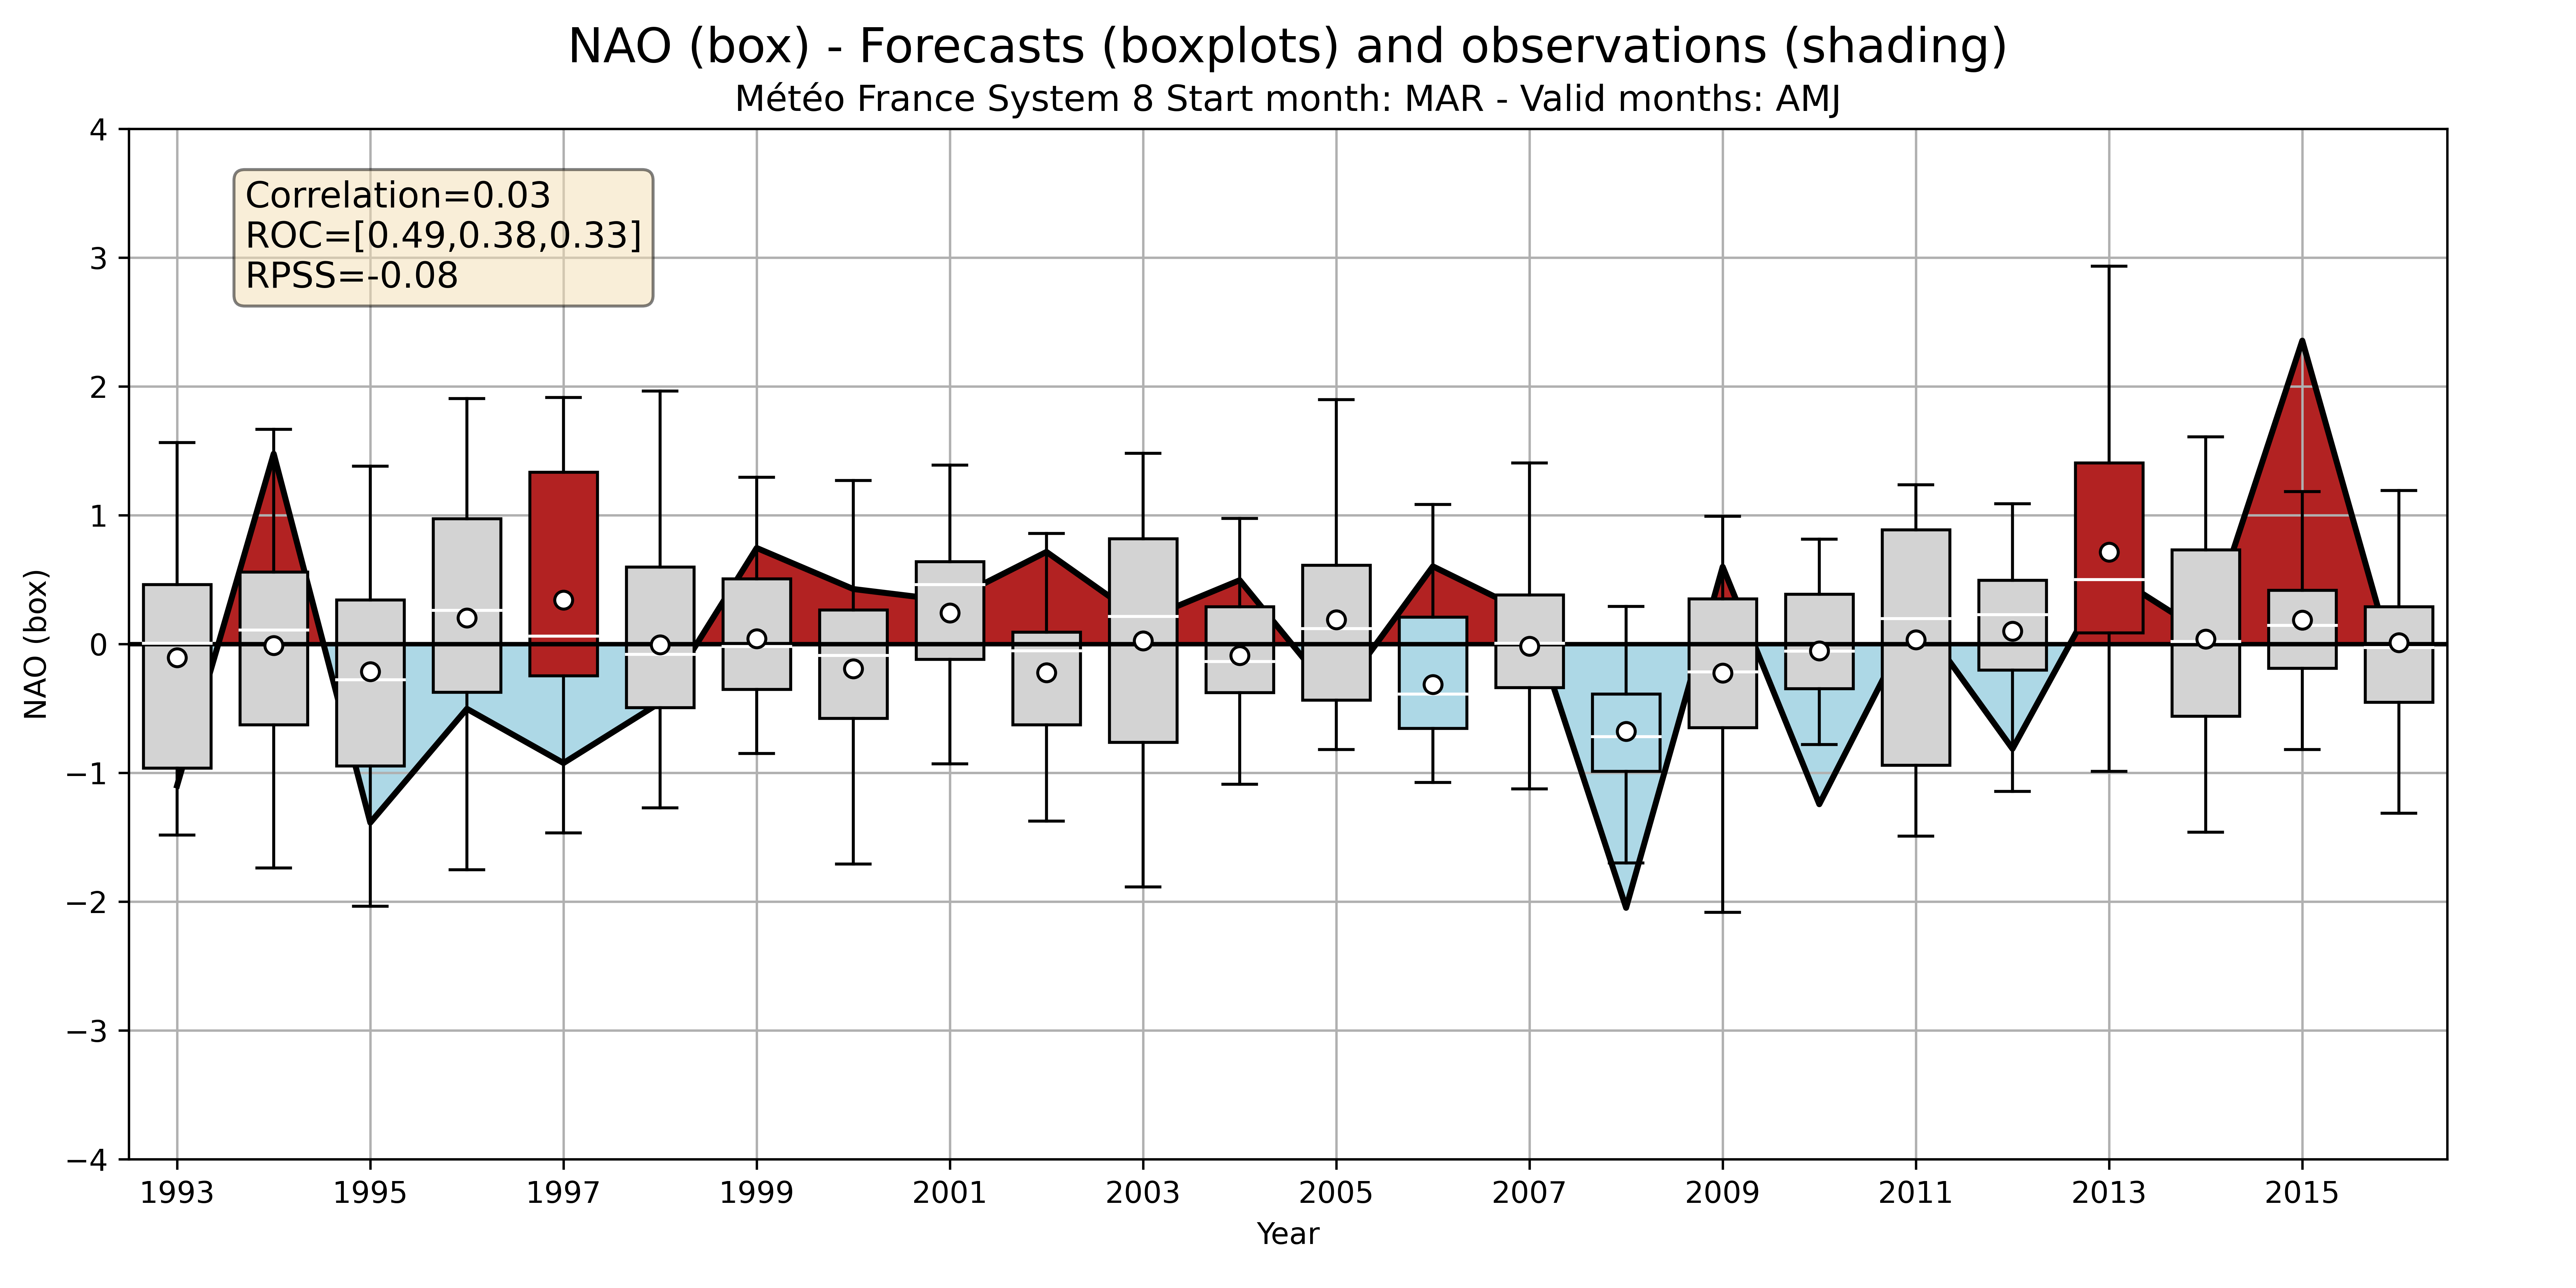 NAO (box) - Forecasts (boxplots) and observations (shading)
Météo France System 8 Start month: MAR - Valid months: AMJ
Correlation=0.03
ROC=[0.49,0.38,0.33]
RPSS=-0.08
NAO (box)
4
3
2
1
0
−1
−2
−3
−4
1993 1995 1997 1999 2001 2003 2005 2007 2009 2011 2013 2015
Year